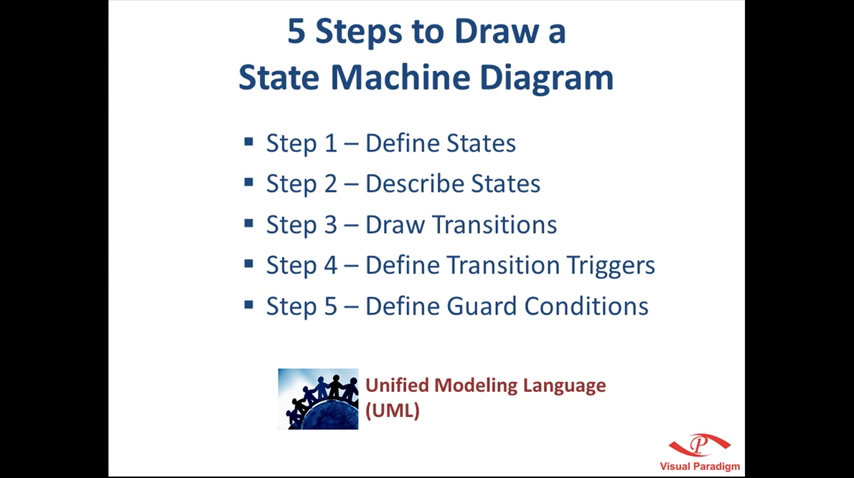 5 Steps to Draw a
State Machine Diagram
▪ Step 1 – Define States
▪ Step 2 – Describe States
▪ Step 3 – Draw Transitions
▪ Step 4 – Define Transition Triggers
▪ Step 5 – Define Guard Conditions
Unified Modeling Language
(UML)
P
Visual Paradigm